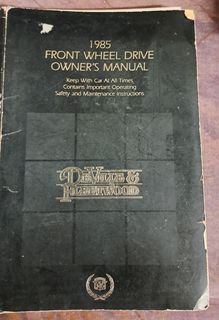 1985
FRONT WHEEL DRIVE
OWNER'S MANUAL
Keep With Car At All Times
Contains Important Operating
Safety and Maintenance Instructions
DeVille &
Fleetwood